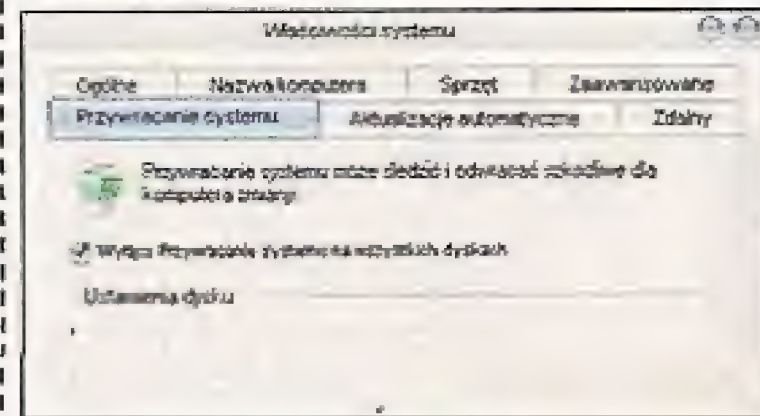 Właściwości systemu
Ogólne Nazwa komputera Sprzęt Zaawansowane
Przywracanie systemu Aktualizacje automatyczne Zdalny
Przywracanie systemu może śledzić i odwracać szkodliwe dla
komputera zmiany.
Wyłącz Przywracanie systemu na wszystkich dyskach
Ustawienia dysku